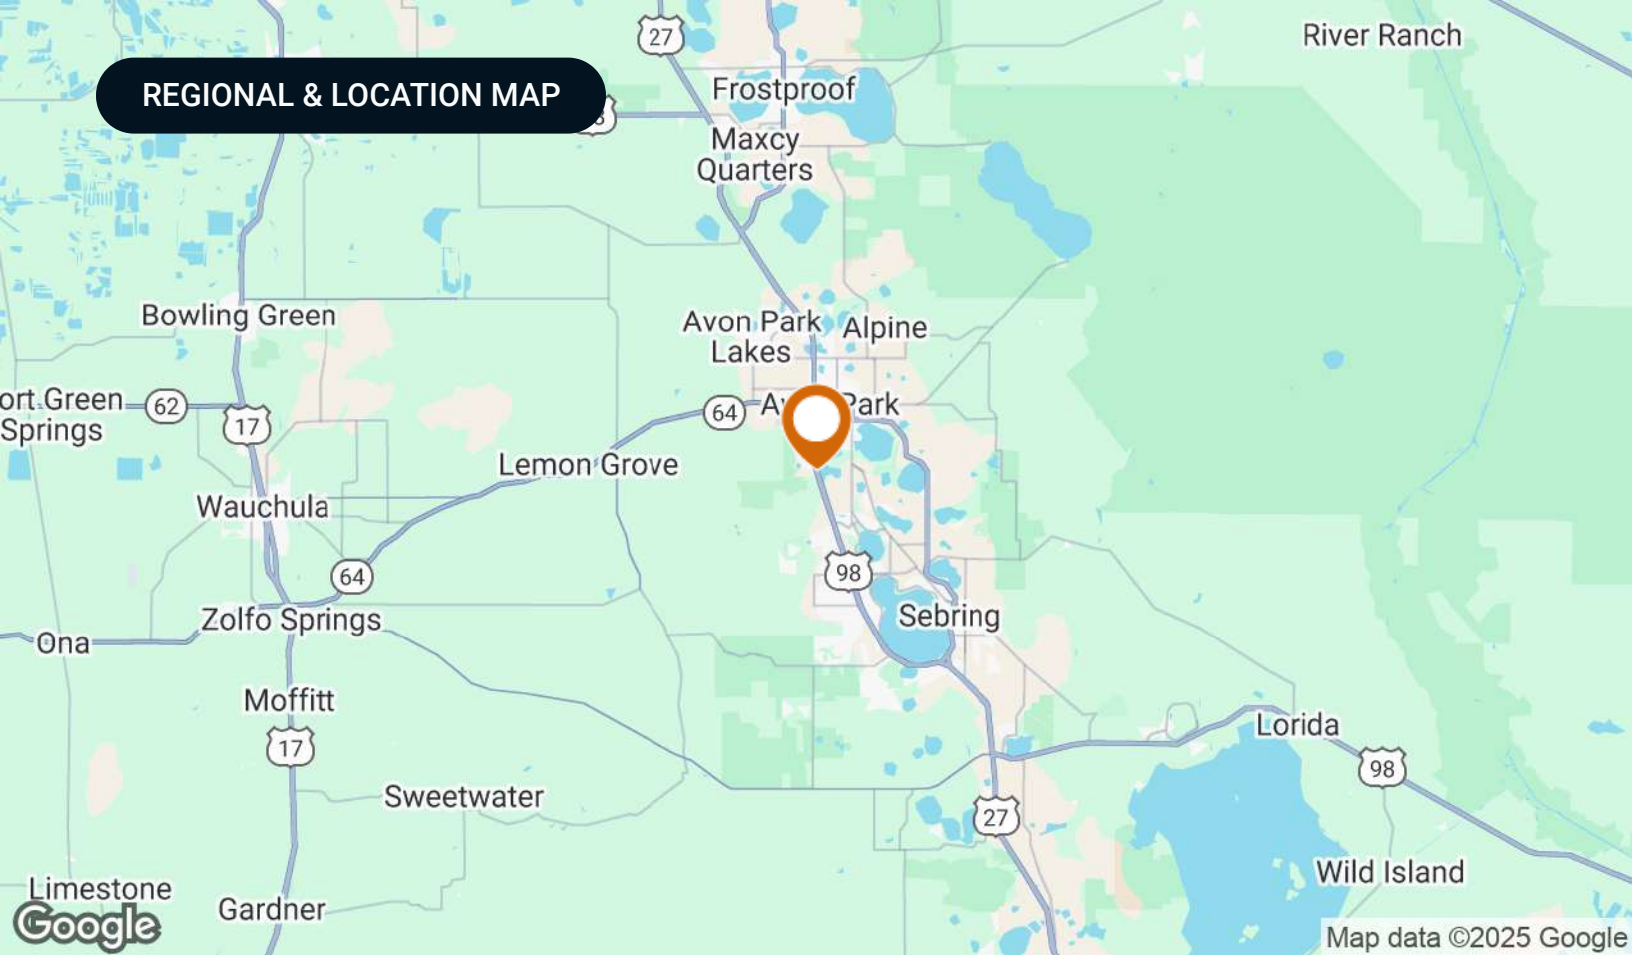 27
River Ranch
REGIONAL & LOCATION MAP
Frostproof
Maxcy
Quarters
Bowling Green
Avon Park
Lakes
Alpine
ort Green
Springs
62
17
64
Park
Lemon Grove
Wauchula
64
98
Zolfo Springs
Sebring
Ona
Moffitt
17
Lorida
98
Sweetwater
27
Wild Island
Limestone
Gardner
Google
Map data ©2025 Google